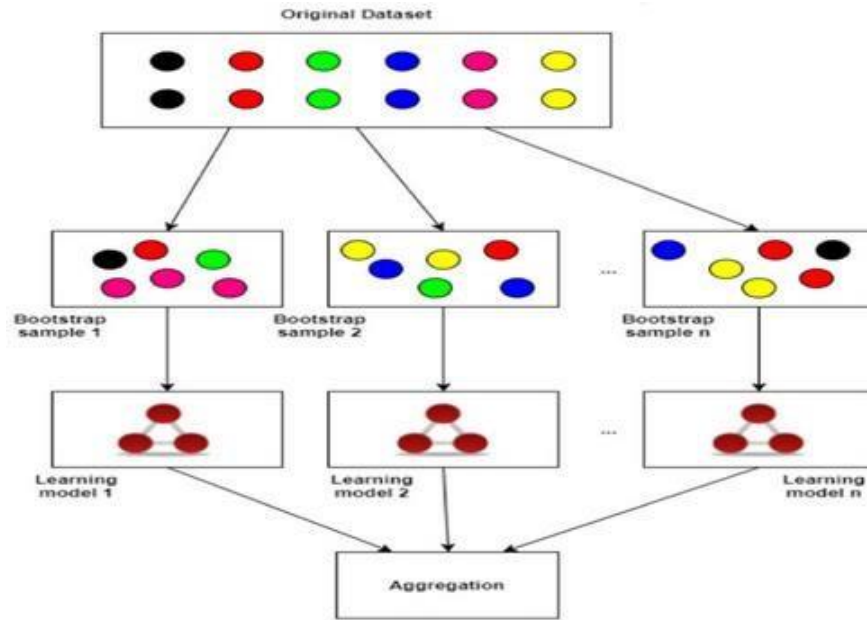 Original Dataset
Bootstrap
sample 1
Bootstrap
sample 2
...
Bootstrap
sample n
Learning
model 1
Learning
model 2
...
Learning
model n
Aggregation